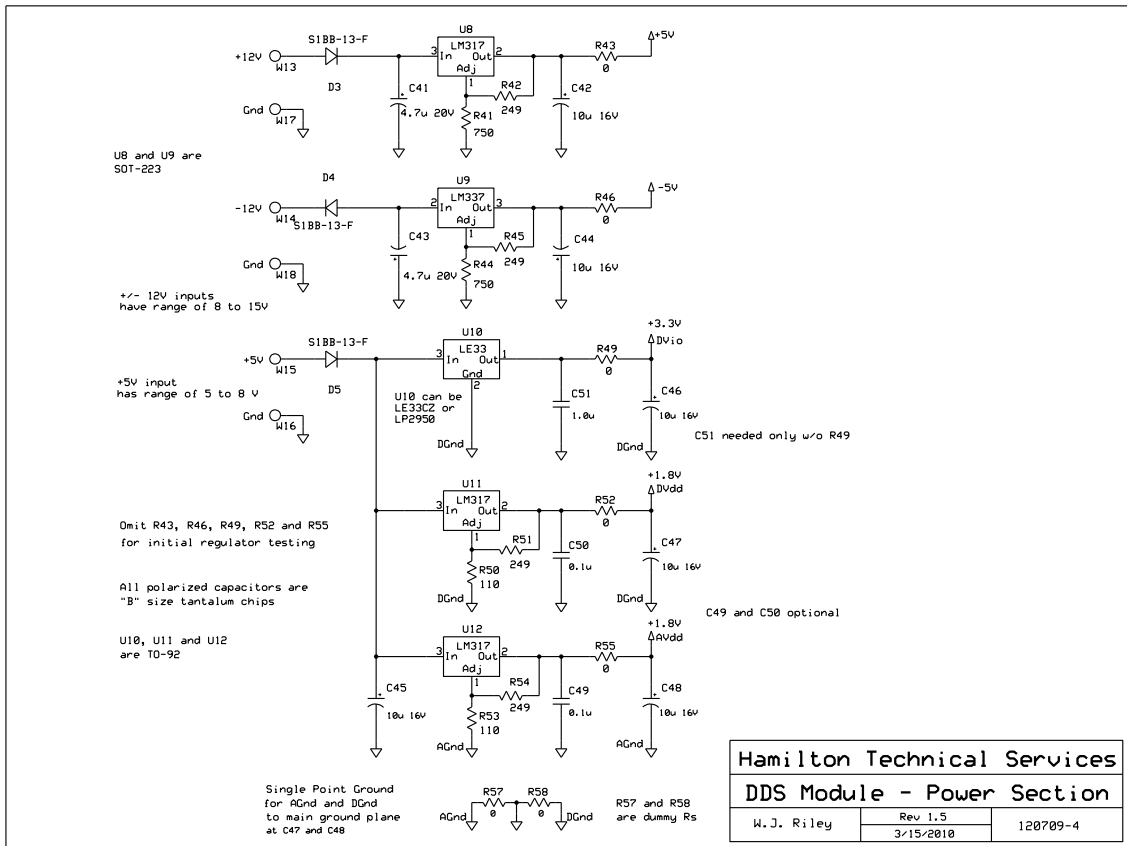 S1BB-13-F
+12V
W13
D3
U8
LM317
3
In
Out
2
Adj
1
R43
0
+5V
C41
4.7u 20V
R42
249
R41
750
C42
10u 16V
Gnd
W17
U8 and U9 are
SOT-223
D4
-12V
W14
S1BB-13-F
U9
LM337
2
In
Out
3
Adj
1
R46
0
-5V
C43
4.7u 20V
R45
249
R44
750
C44
10u 16V
Gnd
W18
+/- 12V inputs
have range of 8 to 15V
S1BB-13-F
+5V
W15
D5
U10
LE33
3
In
Out
1
Gnd
2
R49
0
+3.3V
DVio
+5V input
has range of 5 to 8 V
Gnd
W16
U10 can be
LE33CZ or
LP2950
DGnd
C51
1.0u
C46
10u 16V
DGnd
C51 needed only w/o R49
U11
LM317
3
In
Out
2
Adj
1
R52
0
+1.8V
DVdd
Omit R43, R46, R49, R52 and R55
for initial regulator testing
R51
249
R50
110
DGnd
C50
0.1u
C47
10u 16V
DGnd
All polarized capacitors are
"B" size tantalum chips
C49 and C50 optional
U10, U11 and U12
are TO-92
U12
LM317
3
In
Out
2
Adj
1
R55
0
+1.8V
AVdd
C45
10u 16V
R54
249
R53
110
AGnd
C49
0.1u
C48
10u 16V
AGnd
Single Point Ground
for AGnd and DGnd
to main ground plane
at C47 and C48
AGnd
R57
0
R58
0
DGnd
R57 and R58
are dummy Rs
Hamilton Technical Services
DDS Module - Power Section
W.J. Riley
Rev 1.5
3/15/2010
120709-4